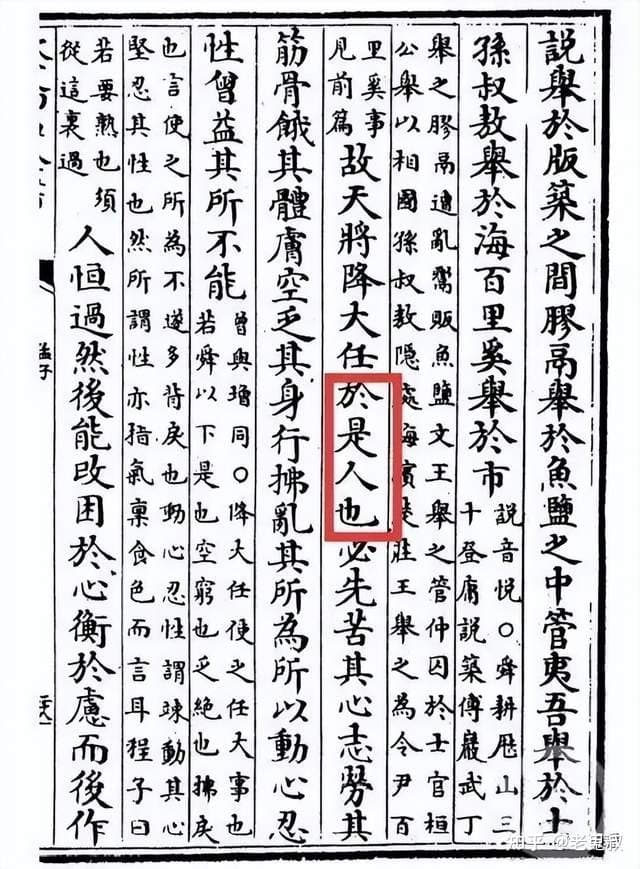 說舉於版築之間膠鬲舉於魚鹽之中管夷吾舉於士
孫叔敖舉於海百里奚舉於市
說音悅○舜耕歷山三
十登庸說築傅巖武丁
舉之膠鬲遭亂鬻販魚鹽文王舉之管仲囚於士官桓
公舉以相國孫叔敖隱處海濱楚莊王舉之為令尹百
里奚事
見前篇
故天將降大任於是人也必先苦其心志勞其
筋骨餓其體膚空乏其身行拂亂其所為所以動心忍
性曾益其所不能
曾與增同○降大任使之任大事也
若舜以下是也空窮也乏絕也拂戾
也言使之所為不遂多背戾也動心忍性謂竦動其心
堅忍其性也然所謂性亦指氣稟食色而言耳程子曰
若要熟也須
從這裏過
人恒過然後能改困於心衡於慮而後作
孟子
知乎 @老鬼藏